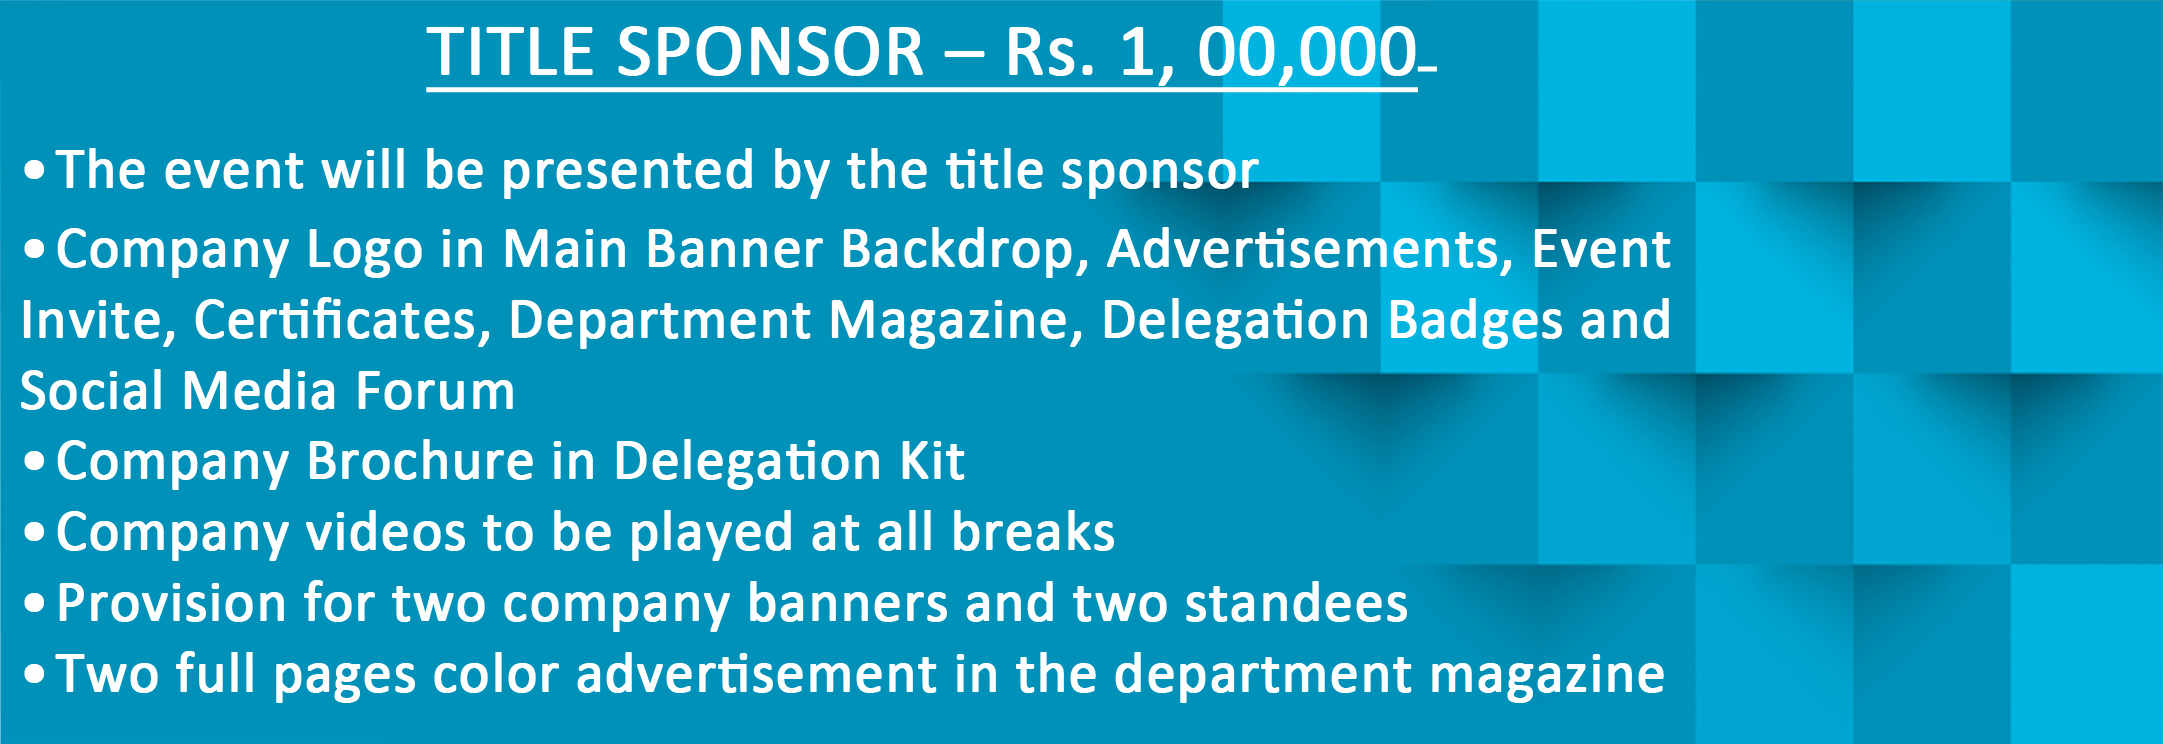 TITLE SPONSOR – Rs. 1, 00,000
•The event will be presented by the title sponsor
•Company Logo in Main Banner Backdrop, Advertisements, Event
Invite, Certificates, Department Magazine, Delegation Badges and
Social Media Forum
•Company Brochure in Delegation Kit
•Company videos to be played at all breaks
•Provision for two company banners and two standees
•Two full pages color advertisement in the department magazine